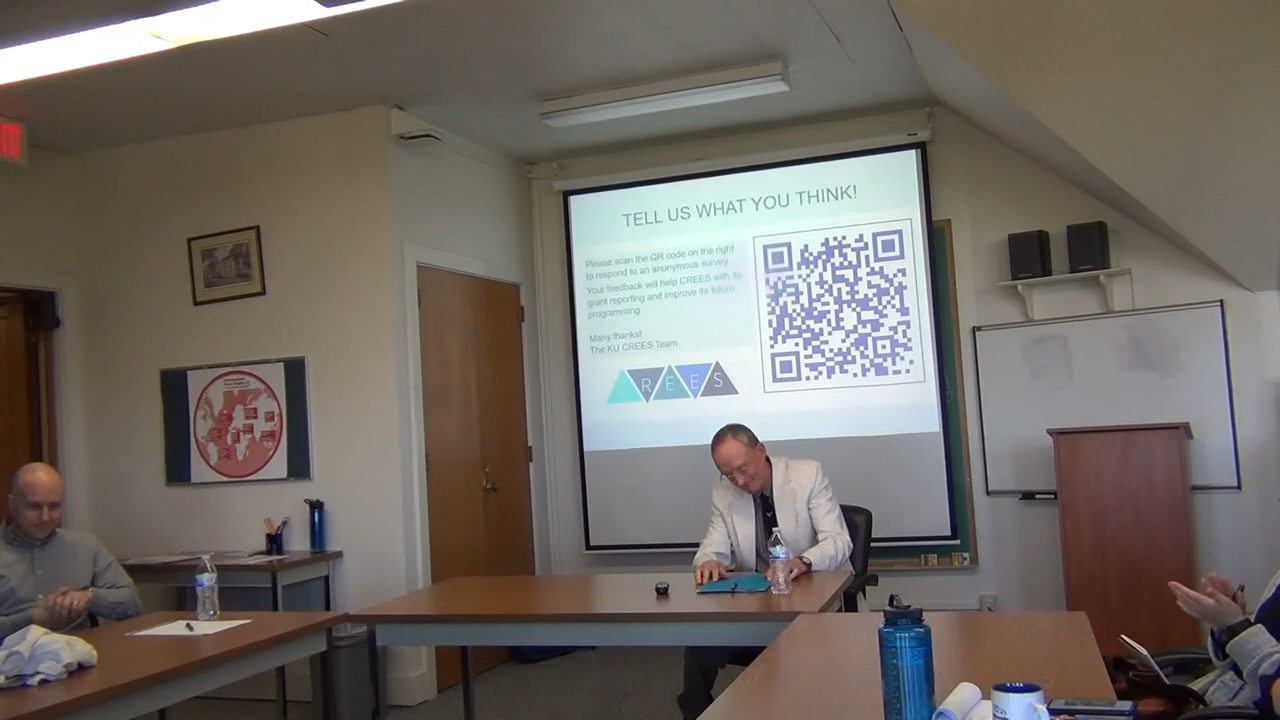 TELL US WHAT YOU THINK!
Please scan the QR code on the right
to respond to an anonymous survey.
Your feedback will help CREES with its
grant reporting and improve its future
programming.
Many thanks!
The KU CREES Team
CREES